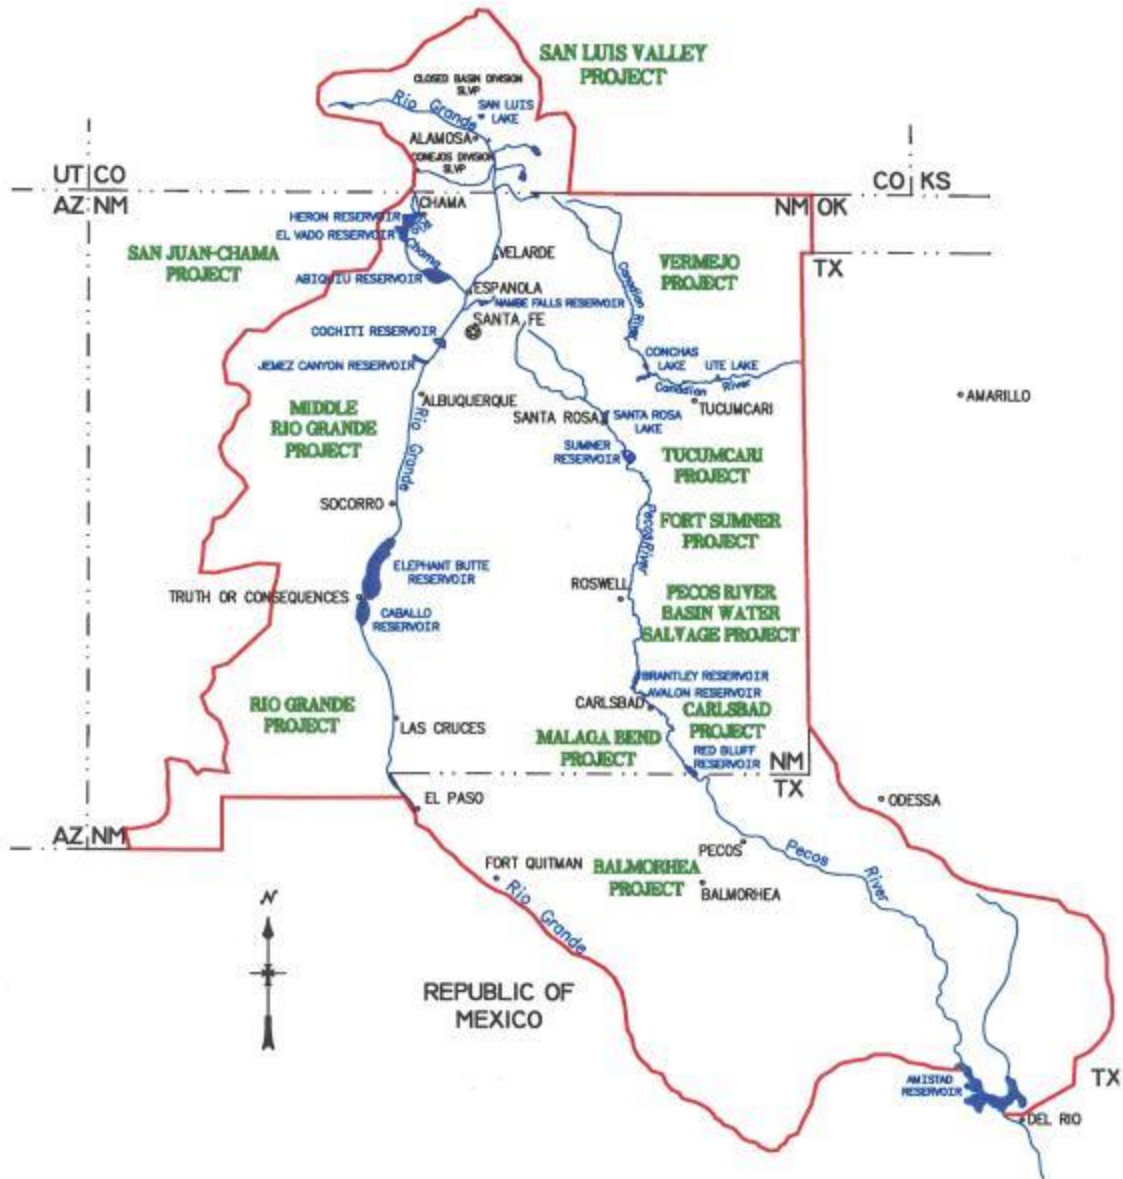 SAN LUIS VALLEY
PROJECT
CLOSED BASIN DIVISION
SLVP
Rio Grande
SAN LUIS
LAKE
ALAMOSA
CONEJOS DIVISION
SLVP
UT CO
AZ NM
CO KS
NM OK
TX
CHAMA
HERON RESERVOIR
EL VADO RESERVOIR
Rio Chama
SAN JUAN-CHAMA
PROJECT
ABIQUIU RESERVOIR
VELARDE
ESPANOLA
NAMBE FALLS RESERVOIR
SANTA FE
VERMEJO
PROJECT
Canadian River
COCHITI RESERVOIR
JEMEZ CANYON RESERVOIR
CONCHAS
LAKE
UTE LAKE
Canadian River
TUCUMCARI
AMARILLO
ALBUQUERQUE
MIDDLE
RIO GRANDE
PROJECT
Rio Grande
SANTA ROSA
SANTA ROSA
LAKE
SUMNER
RESERVOIR
TUCUMCARI
PROJECT
SOCORRO
FORT SUMNER
PROJECT
Pecos River
ELEPHANT BUTTE
RESERVOIR
TRUTH OR CONSEQUENCES
CABALLO
RESERVOIR
ROSWELL
PECOS RIVER
BASIN WATER
SALVAGE PROJECT
BRANTLEY RESERVOIR
AVALON RESERVOIR
CARLSBAD
CARLSBAD
PROJECT
RIO GRANDE
PROJECT
LAS CRUCES
MALAGA BEND
PROJECT
RED BLUFF
RESERVOIR
NM
TX
EL PASO
ODESSA
AZ NM
PECOS
Pecos River
FORT QUITMAN
BALMORHEA
PROJECT
BALMORHEA
Rio Grande
N
REPUBLIC OF
MEXICO
AMISTAD
RESERVOIR
TX
DEL RIO